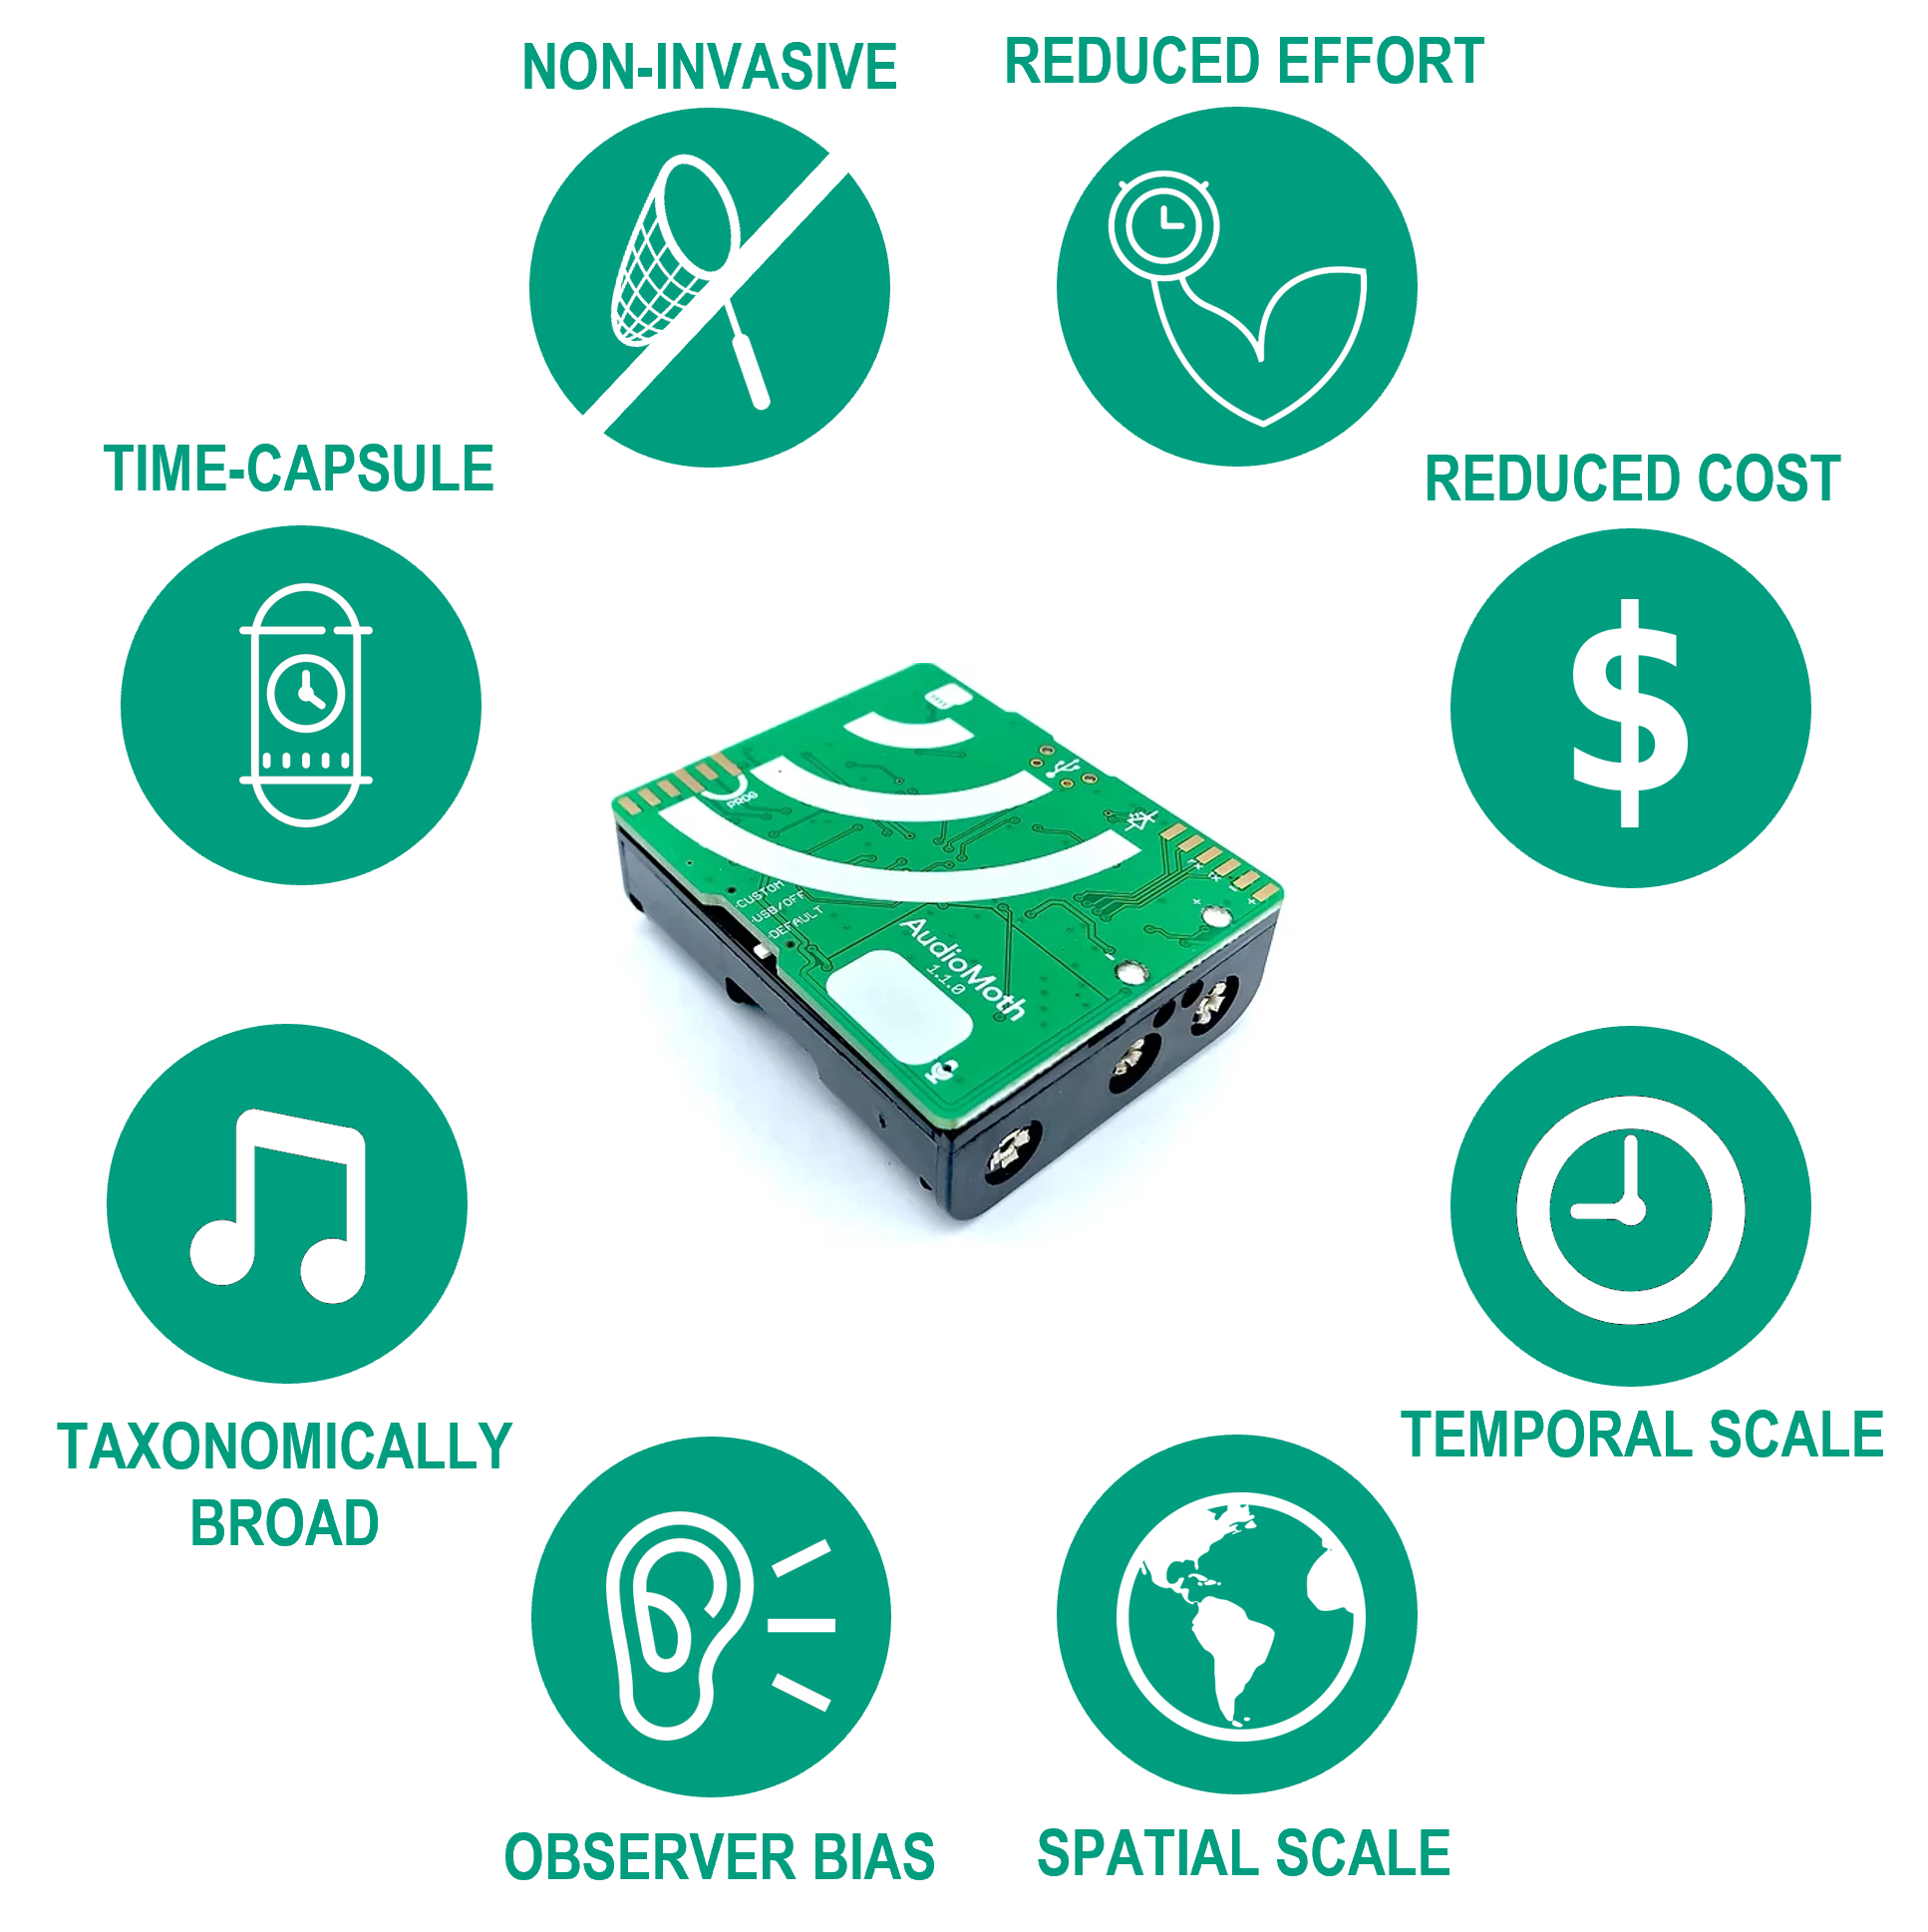 NON-INVASIVE
REDUCED EFFORT
TIME-CAPSULE
REDUCED COST
PROG
CUSTOM
USB/OFF
DEFAULT
AudioMoth
1.1.0
TAXONOMICALLY
BROAD
TEMPORAL SCALE
OBSERVER BIAS
SPATIAL SCALE